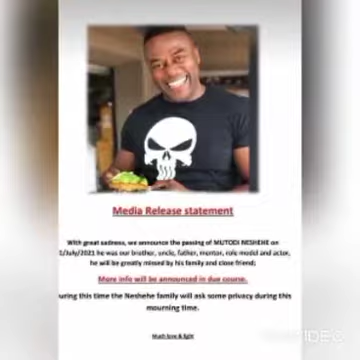 Media Release statement
With great sadness, we announce the passing of MUTODI NESHEHE on
/July/2021 he was our brother, uncle, father, mentor, role model and actor,
he will be greatly missed by his family and close friend;
More info will be announced in due course.
uring this time the Neshehe family will ask some privacy during this
mourning time.
Much love & light